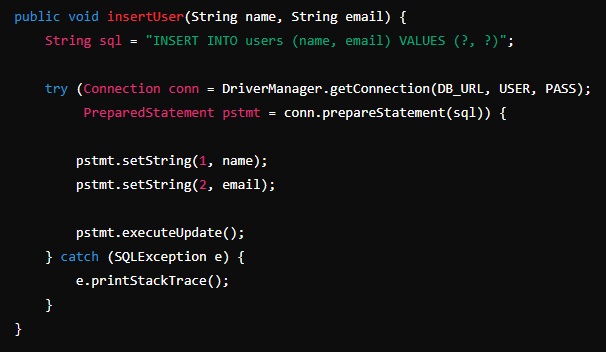 public void insertUser(String name, String email) {
    String sql = "INSERT INTO users (name, email) VALUES (?, ?)";

    try (Connection conn = DriverManager.getConnection(DB_URL, USER, PASS);
         PreparedStatement pstmt = conn.prepareStatement(sql)) {

        pstmt.setString(1, name);
        pstmt.setString(2, email);

        pstmt.executeUpdate();
    } catch (SQLException e) {
        e.printStackTrace();
    }
}